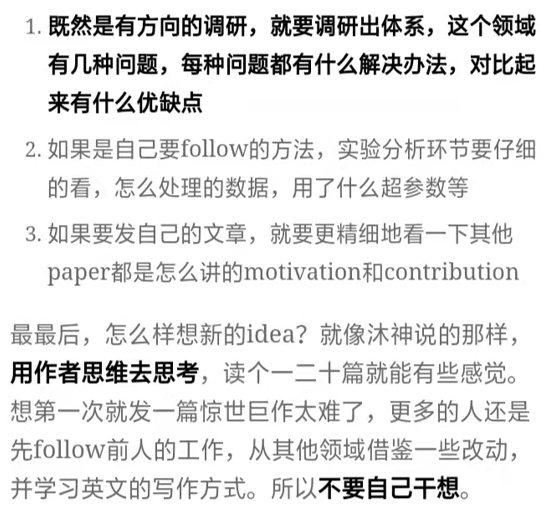 1. 既然是有方向的调研，就要调研出体系，这个领域
有几种问题，每种问题都有什么解决办法，对比起
来有什么优缺点
2. 如果是自己要follow的方法，实验分析环节要仔细
的看，怎么处理的数据，用了什么超参数等
3. 如果要发自己的文章，就要更精细地看一下其他
paper都是怎么讲的motivation和contribution
最最后，怎么样想新的idea？就像沐神说的那样，
用作者思维去思考，读个一二十篇就能有些感觉。
想第一次就发一篇惊世巨作太难了，更多的人还是
先follow前人的工作，从其他领域借鉴一些改动，
并学习英文的写作方式。所以不要自己干想。